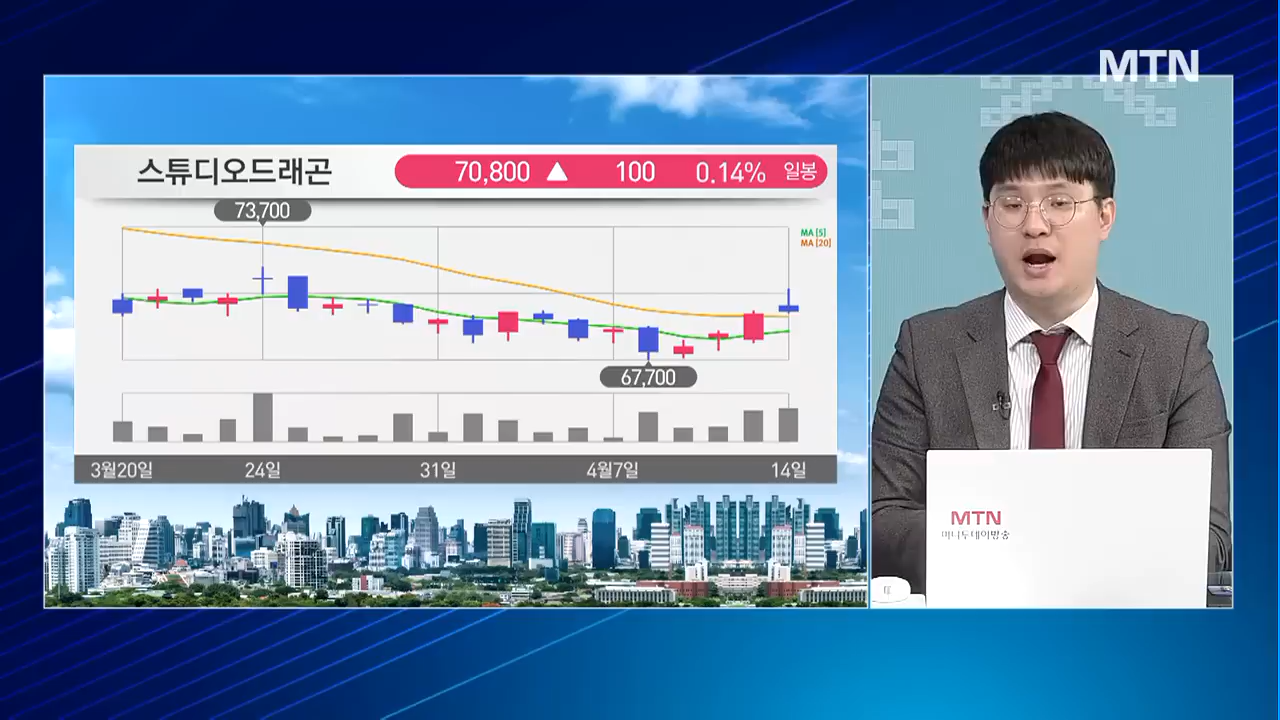 MTN
스튜디오드래곤
70,800 ▲ 100 0.14% 일봉
73,700
MA [5]
MA [20]
67,700
3월20일 24일 31일 4월7일 14일
MTN
머니투데이방송